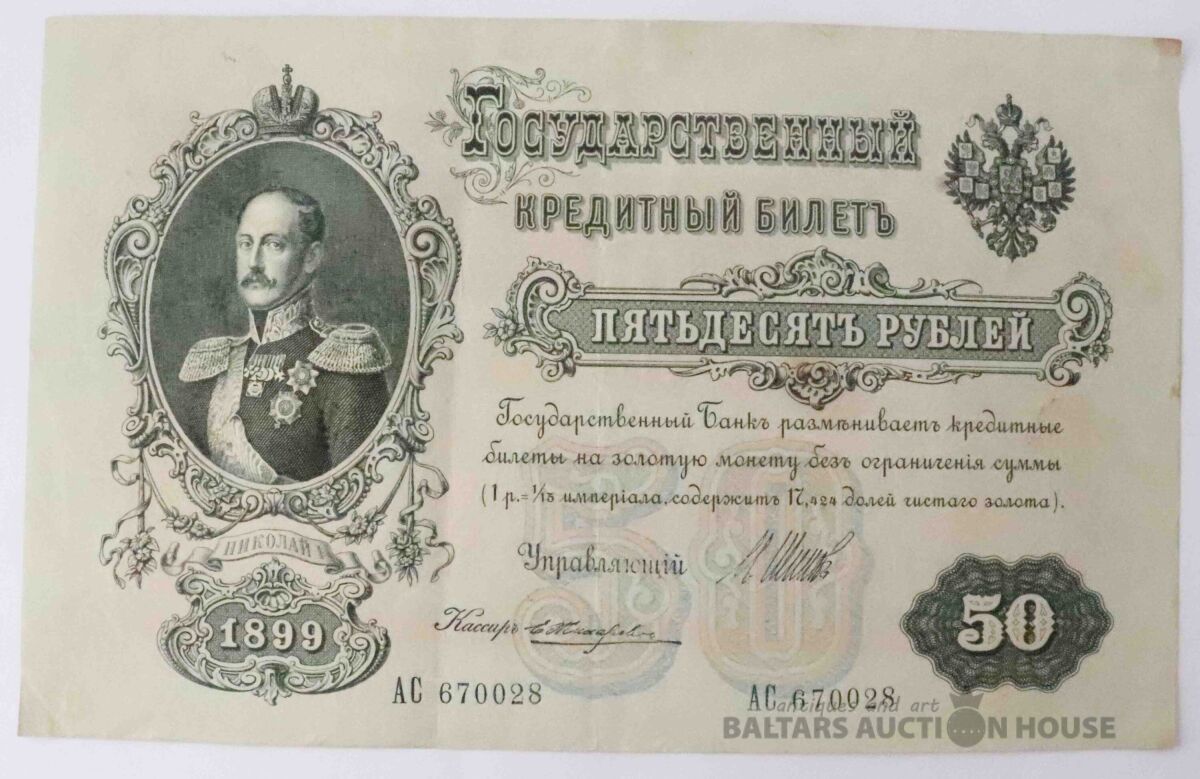 Государственный
кредитный билетъ
пятьдесятъ рублей
Государственный Банкъ размѣниваетъ кредитные
билеты на золотую монету безъ ограниченія суммы
(1 р.=1/15 имперіала, содержитъ 17,424 долей чистаго золота).
Управляющій
Николай I
1899
Кассиръ
50
50
АС 670028
АС 670028
antiques and art
BALTARS AUCTION HOUSE